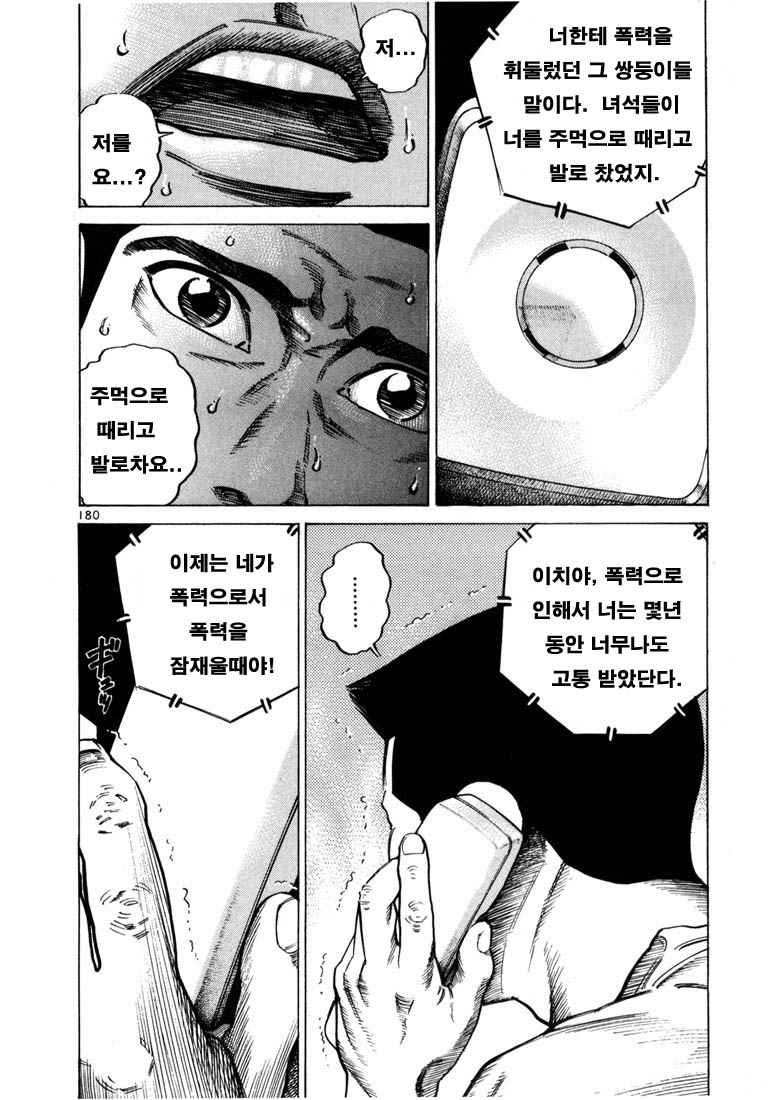 너한테 폭력을
휘둘렀던 그 쌍둥이들
말이다. 녀석들이
너를 주먹으로 때리고
발로 찼었지.
저...
저를
요...?
주먹으로
때리고
발로차요..
180
이치야, 폭력으로
인해서 너는 몇년
동안 너무나도
고통 받았단다.
.........
이제는 네가
폭력으로서
폭력을
잠재울때야!
ギュッ